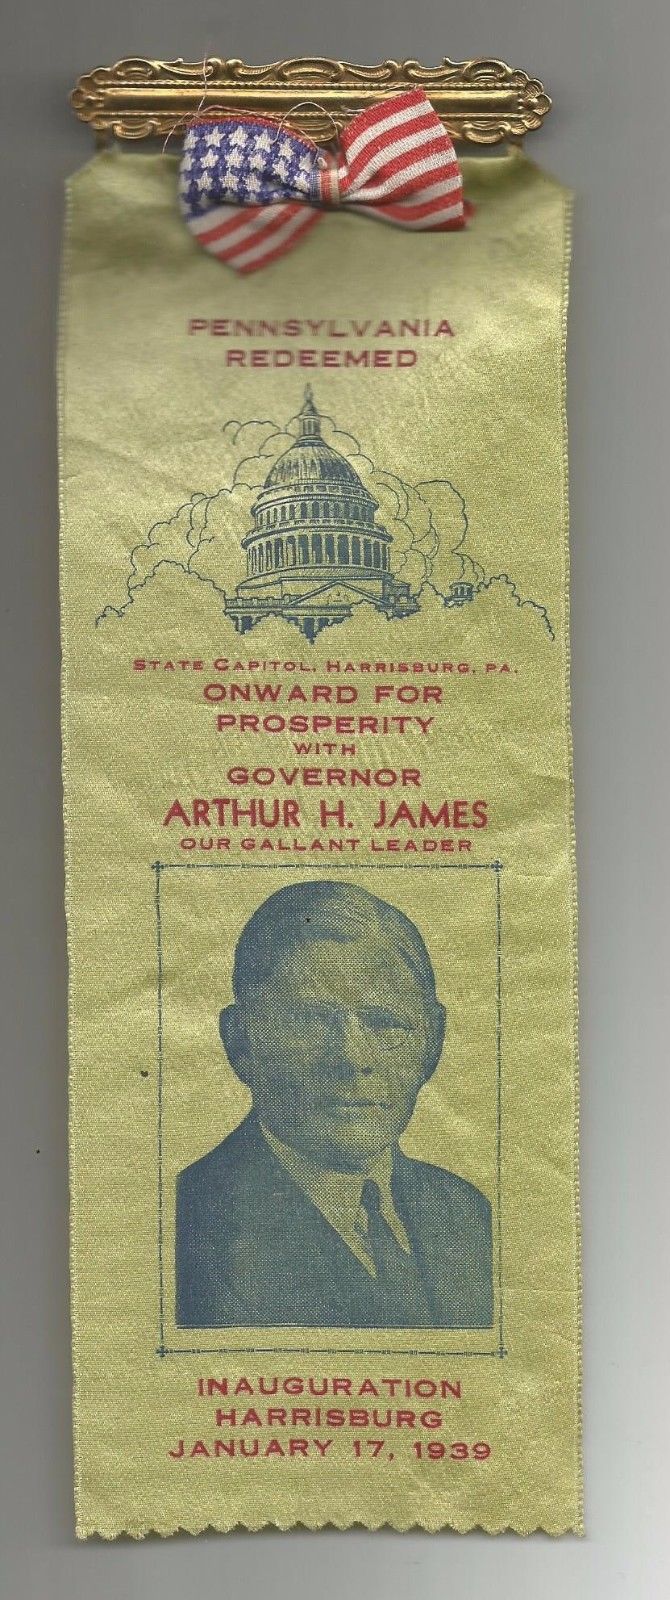 PENNSYLVANIA
REDEEMED
STATE CAPITOL, HARRISBURG, PA.
ONWARD FOR
PROSPERITY
WITH
GOVERNOR
ARTHUR H. JAMES
OUR GALLANT LEADER
INAUGURATION
HARRISBURG
JANUARY 17, 1939